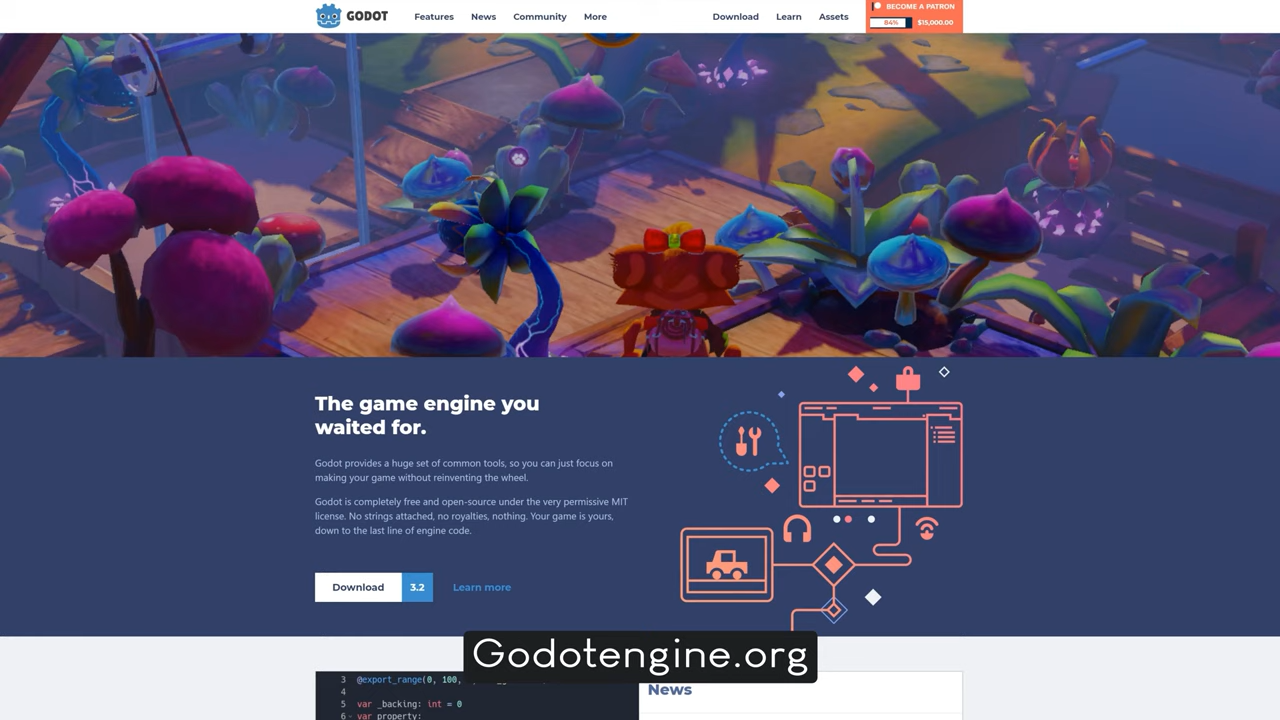 GODOT
Features
News
Community
More
Download
Learn
Assets
BECOME A PATRON
84%
$15,000.00
The game engine you
waited for.
Godot provides a huge set of common tools, so you can just focus on
making your game without reinventing the wheel.
Godot is completely free and open-source under the very permissive MIT
license. No strings attached, no royalties, nothing. Your game is yours,
down to the last line of engine code.
Download
3.2
Learn more
Godotengine.org
3 @export_range(0, 100,
4
5 var _backing: int = 0
6 var property:
News